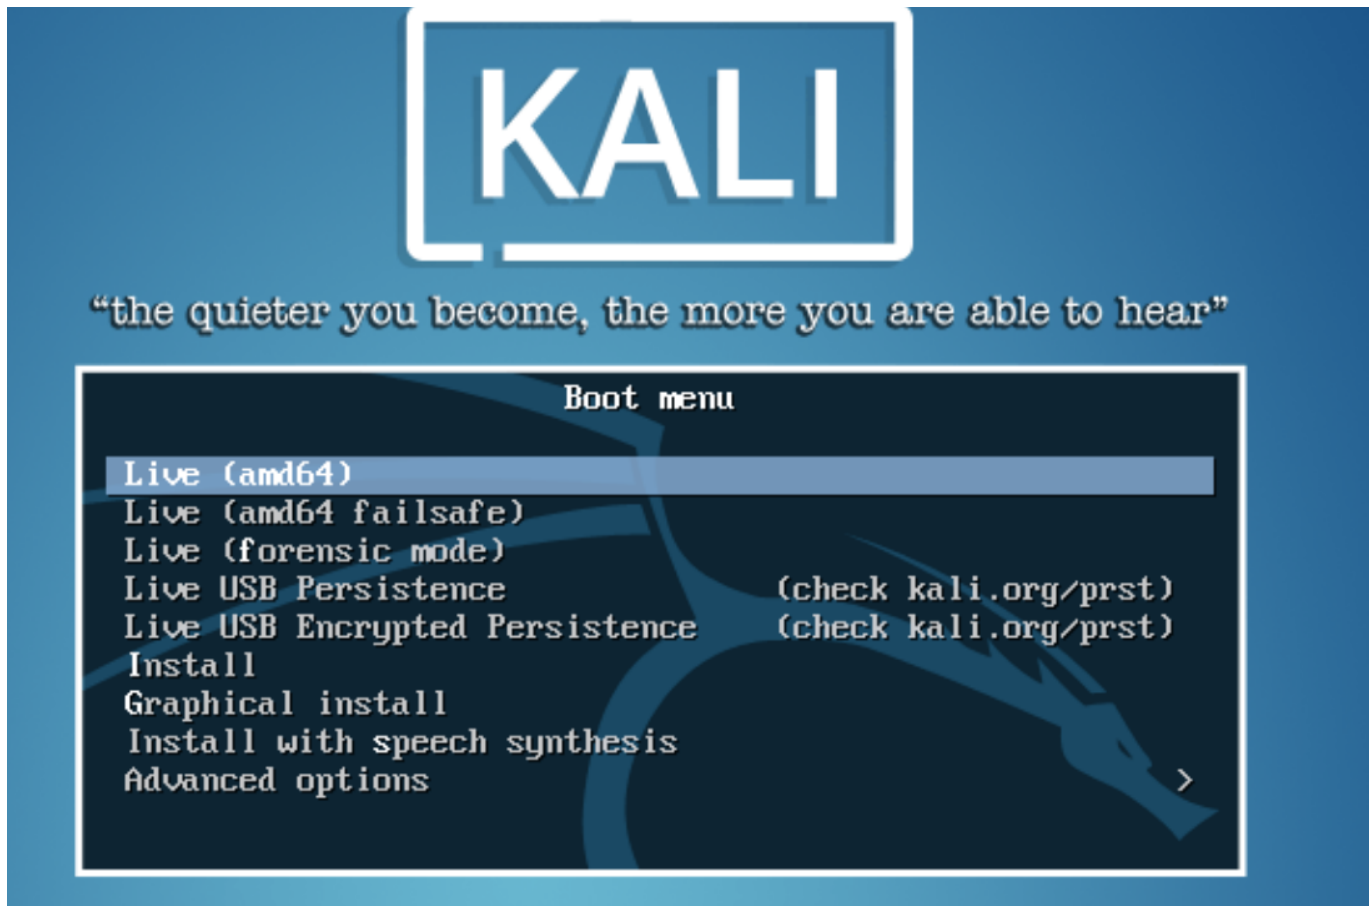 KALI
“the quieter you become, the more you are able to hear”
Boot menu
Live (amd64)
Live (amd64 failsafe)
Live (forensic mode)
Live USB Persistence (check kali.org/prst)
Live USB Encrypted Persistence (check kali.org/prst)
Install
Graphical install
Install with speech synthesis
Advanced options >